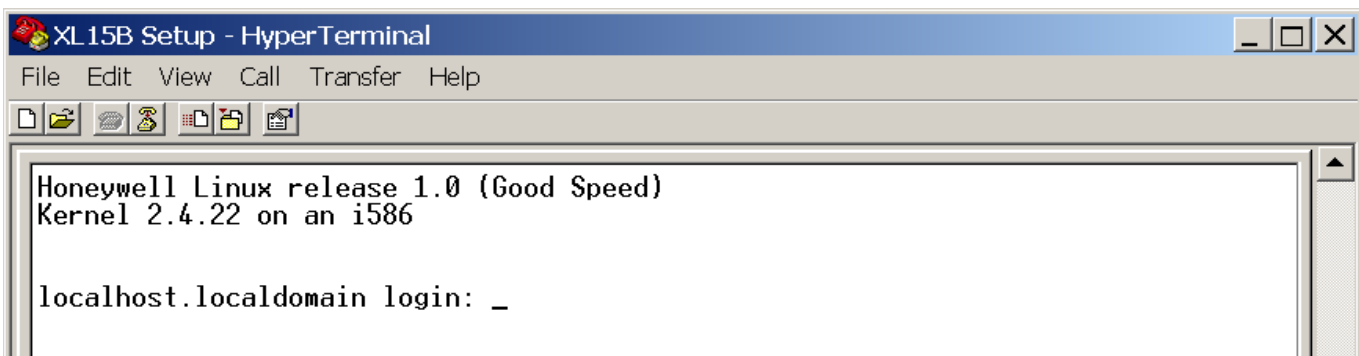 XL15B Setup - HyperTerminal
File Edit View Call Transfer Help
Honeywell Linux release 1.0 (Good Speed)
Kernel 2.4.22 on an i586
localhost.localdomain login: _